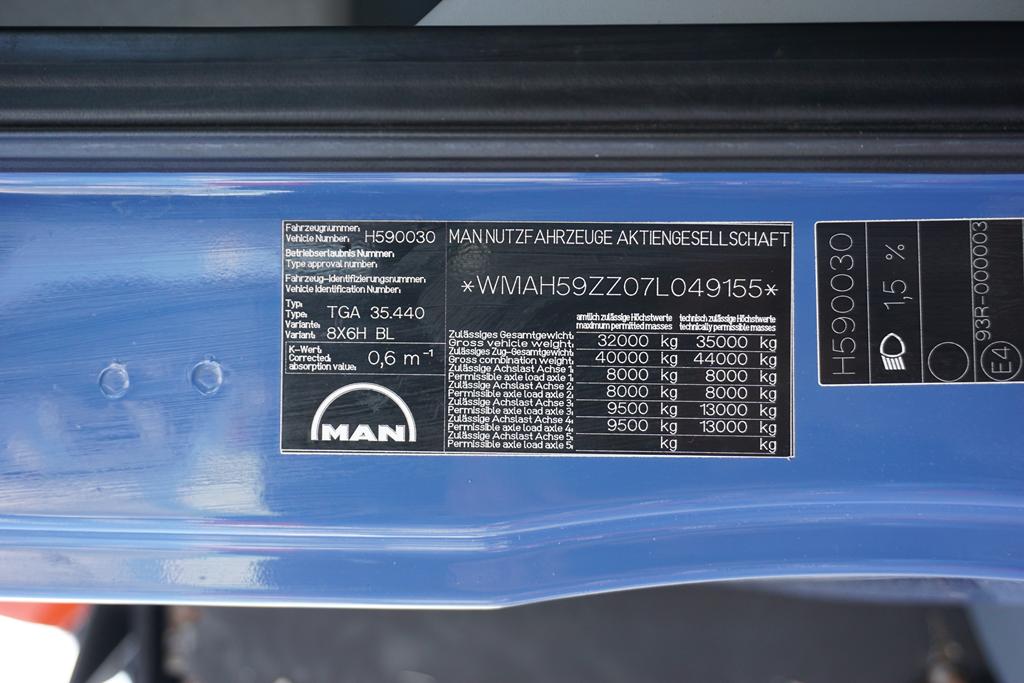 Fahrzeugnummer:
Vehicle Number: H590030
Betriebserlaubnis Nummer:
Type approval number:
Fahrzeug-Identifizierungsnummer:
Vehicle Identification Number:
Typ:
Type: TGA 35.440
Variante:
Variant: 8X6H BL
K-Wert:
Corrected absorption value: 0,6 m⁻¹
MAN
MAN NUTZFAHRZEUGE AKTIENGESELLSCHAFT
*WMAH59ZZ07L049155*
amtlich zulässige Höchstwerte technisch zulässige Höchstwerte
maximum permitted masses technically permissible masses
Zulässiges Gesamtgewicht:
Gross vehicle weight: 32000 kg 35000 kg
Zulässiges Zug-Gesamtgewicht:
Gross combination weight: 40000 kg 44000 kg
Zulässige Achslast Achse 1:
Permissible axle load axle 1: 8000 kg 8000 kg
Zulässige Achslast Achse 2:
Permissible axle load axle 2: 8000 kg 8000 kg
Zulässige Achslast Achse 3:
Permissible axle load axle 3: 9500 kg 13000 kg
Zulässige Achslast Achse 4:
Permissible axle load axle 4: 9500 kg 13000 kg
Zulässige Achslast Achse 5:
Permissible axle load axle 5: kg kg
H590030
1,5 %
93R-000003
E4